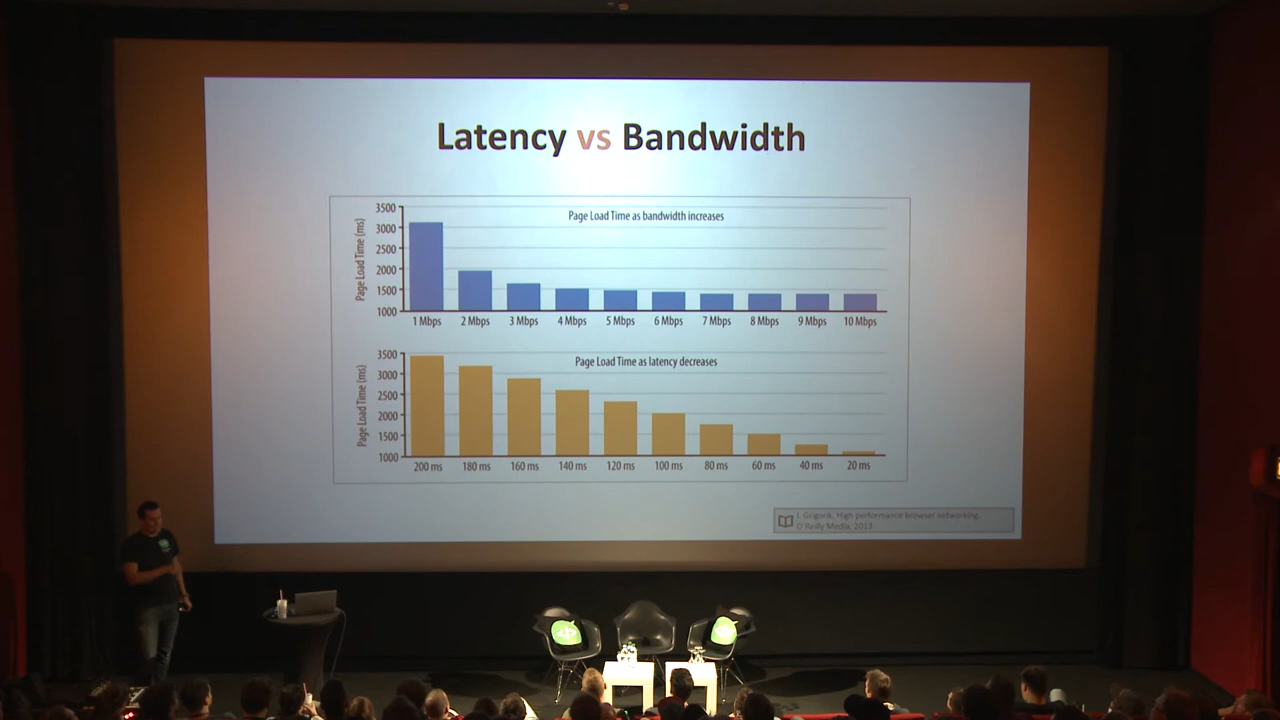 Latency vs Bandwidth
Page Load Time as bandwidth increases
Page Load Time (ms)
3500
3000
2500
2000
1500
1000
1 Mbps 2 Mbps 3 Mbps 4 Mbps 5 Mbps 6 Mbps 7 Mbps 8 Mbps 9 Mbps 10 Mbps
Page Load Time as latency decreases
Page Load Time (ms)
3500
3000
2500
2000
1500
1000
200 ms 180 ms 160 ms 140 ms 120 ms 100 ms 80 ms 60 ms 40 ms 20 ms
I. Grigorik, High performance browser networking.
O'Reilly Media, 2013